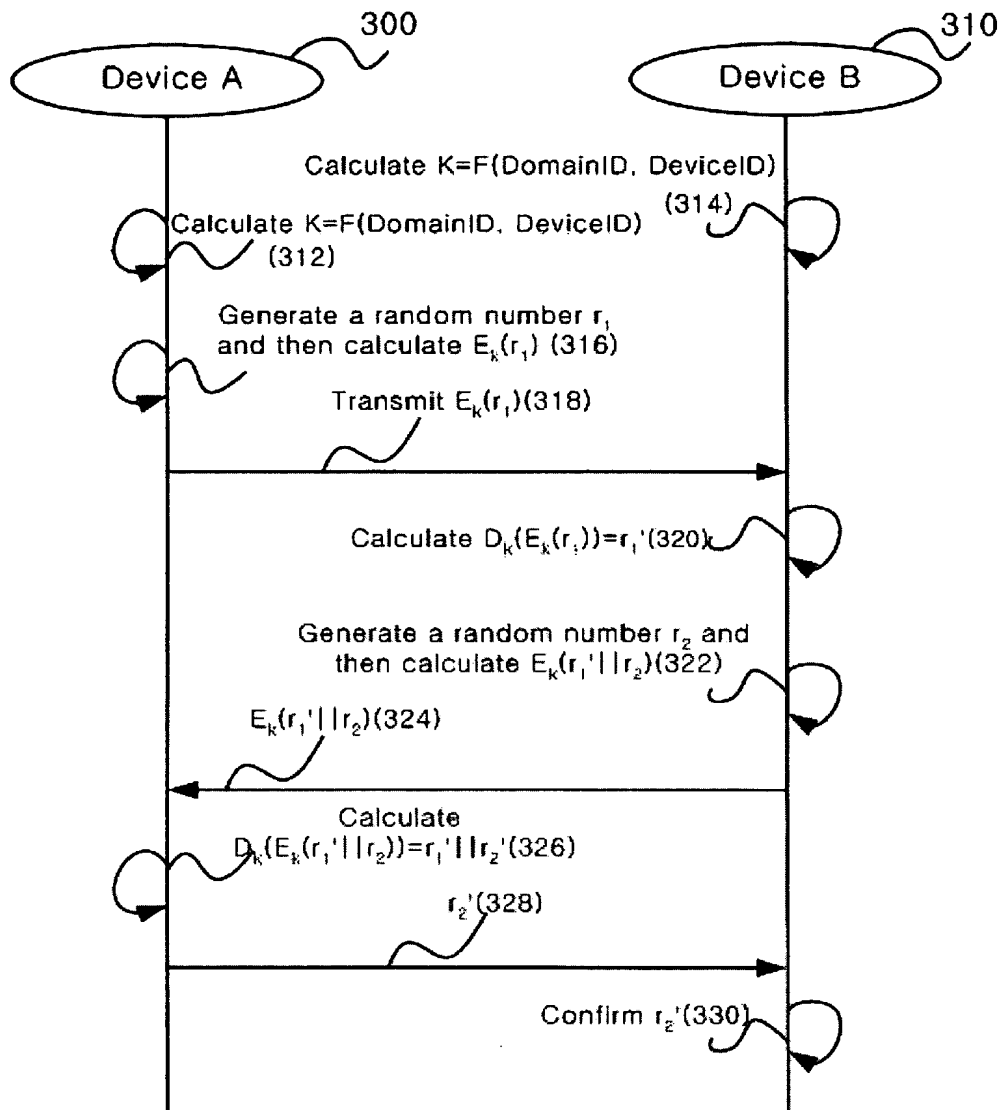 300
310
Device A
Device B
Calculate K=F(DomainID, DeviceID)
(314)
Calculate K=F(DomainID, DeviceID)
(312)
Generate a random number r₁
and then calculate Eₖ(r₁) (316)
Transmit Eₖ(r₁)(318)
Calculate Dₖ(Eₖ(r₁))=r₁'(320)
Generate a random number r₂ and
then calculate Eₖ(r₁'||r₂)(322)
Eₖ(r₁'||r₂)(324)
Calculate
Dₖ(Eₖ(r₁'||r₂))=r₁'||r₂'(326)
r₂'(328)
Confirm r₂'(330)